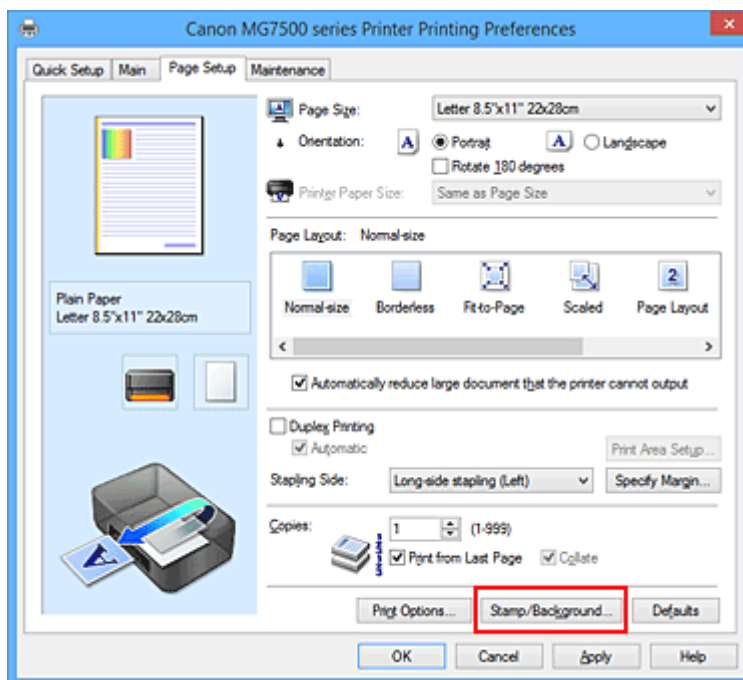 Canon MG7500 series Printer Printing Preferences
Quick Setup Main Page Setup Maintenance
Page Size: Letter 8.5"x11" 22x28cm
Orientation: A Portrait A Landscape
Rotate 180 degrees
Printer Paper Size: Same as Page Size
Page Layout: Normal-size
2
Normal-size Borderless Fit-to-Page Scaled Page Layout
Plain Paper
Letter 8.5"x11" 22x28cm
Automatically reduce large document that the printer cannot output
Duplex Printing
Automatic
Print Area Setup...
Stapling Side: Long-side stapling (Left) Specify Margin...
Copies: 1 (1-999)
Print from Last Page Collate
A
Print Options... Stamp/Background... Defaults
OK Cancel Apply Help